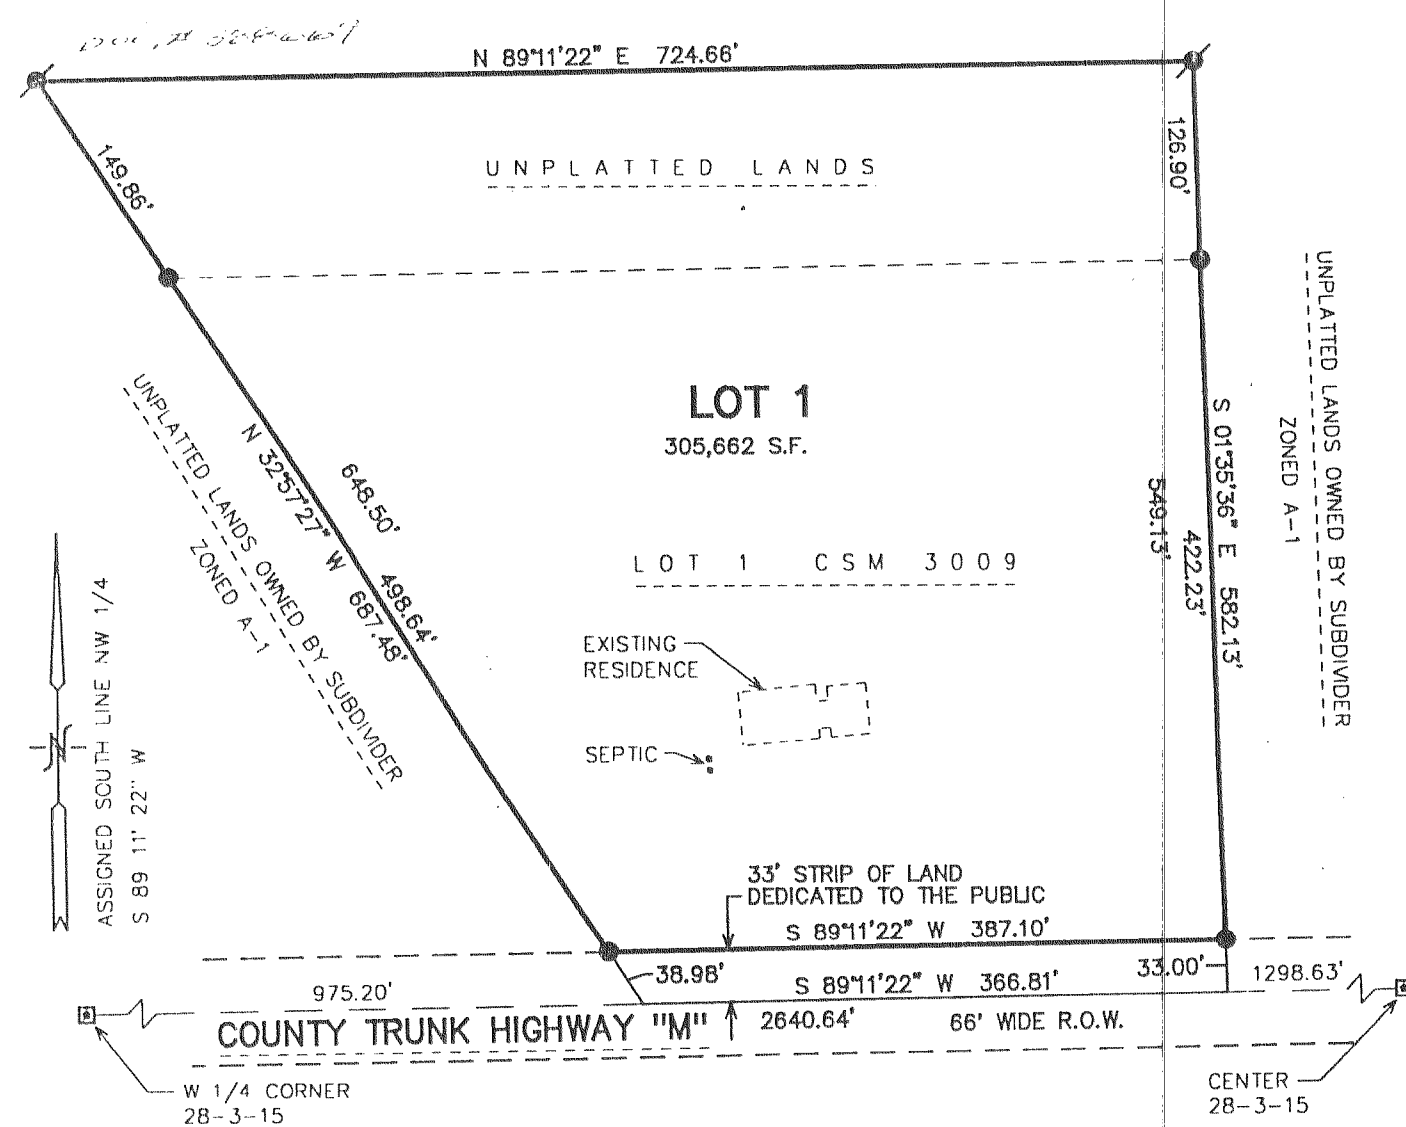 N 89°11'22" E 724.66'
149.86'
126.90'
UNPLATTED LANDS
UNPLATTED LANDS OWNED BY SUBDIVIDER
ZONED A-1
LOT 1
305,662 S.F.
S 01°35'36" E 582.13'
549.13'
422.23'
N 32°57'27" W 687.48'
648.50'
498.64'
UNPLATTED LANDS OWNED BY SUBDIVIDER
ZONED A-1
LOT 1 CSM 3009
EXISTING
RESIDENCE
SEPTIC
ASSIGNED SOUTH LINE NW 1/4
S 89 11' 22" W
N
33' STRIP OF LAND
DEDICATED TO THE PUBLIC
S 89°11'22" W 387.10'
38.98'
S 89°11'22" W 366.81'
33.00'
1298.63'
975.20'
COUNTY TRUNK HIGHWAY "M"
2640.64'
66' WIDE R.O.W.
W 1/4 CORNER
28-3-15
CENTER
28-3-15